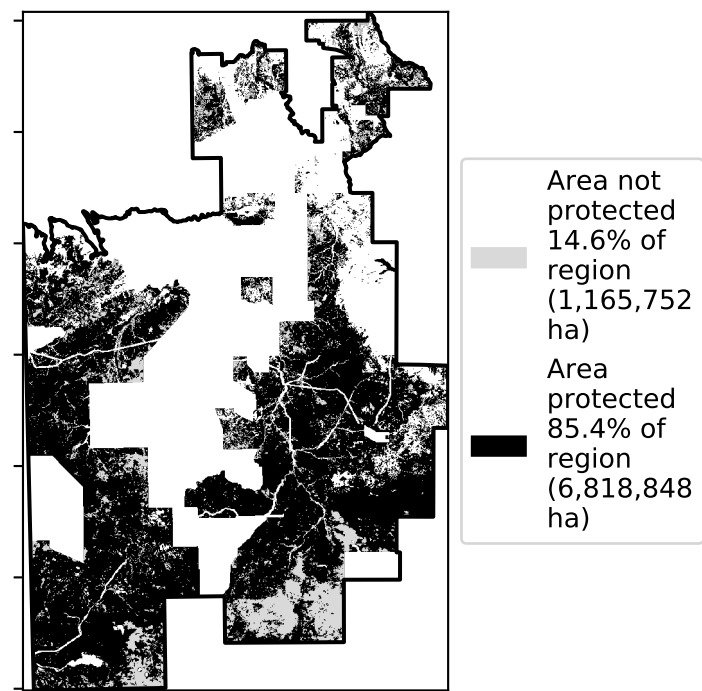 Area not
protected
14.6% of
region
(1,165,752
ha)
Area
protected
85.4% of
region
(6,818,848
ha)